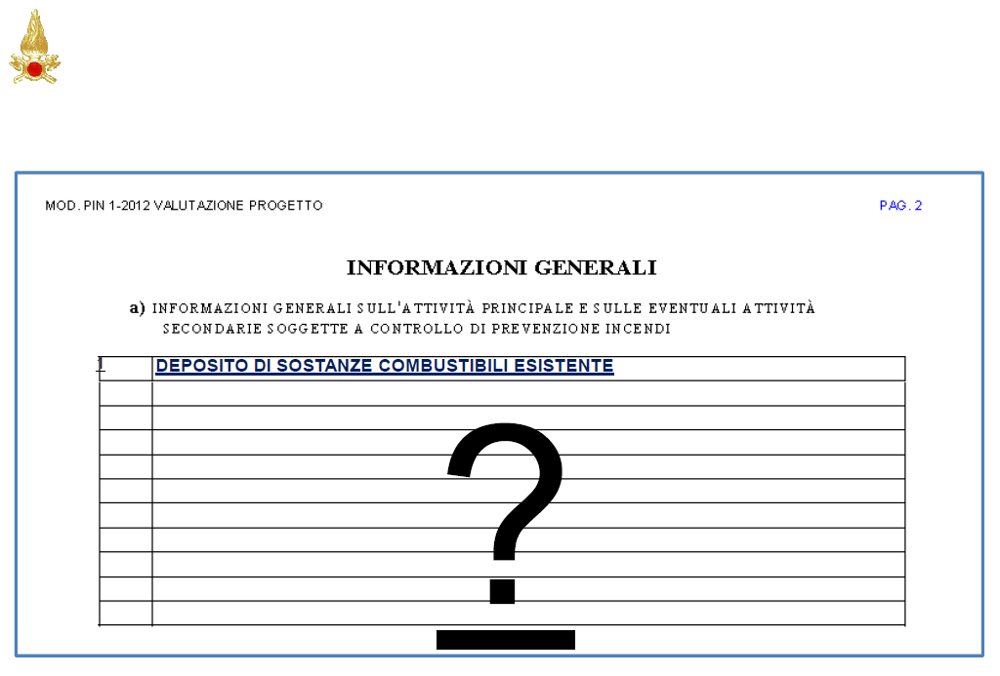 MOD. PIN 1-2012 VALUTAZIONE PROGETTO PAG. 2
INFORMAZIONI GENERALI
a) INFORMAZIONI GENERALI SULL'ATTIVITÀ PRINCIPALE E SULLE EVENTUALI ATTIVITÀ
SECONDARIE SOGGETTE A CONTROLLO DI PREVENZIONE INCENDI
1 DEPOSITO DI SOSTANZE COMBUSTIBILI ESISTENTE
?